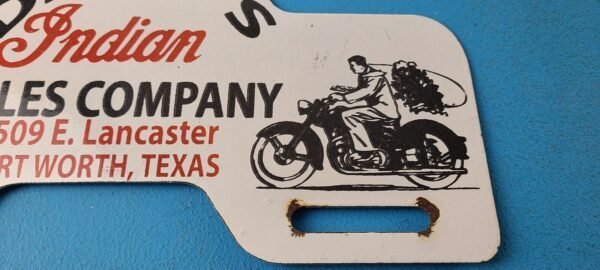 S
Indian
LES COMPANY
509 E. Lancaster
RT WORTH, TEXAS